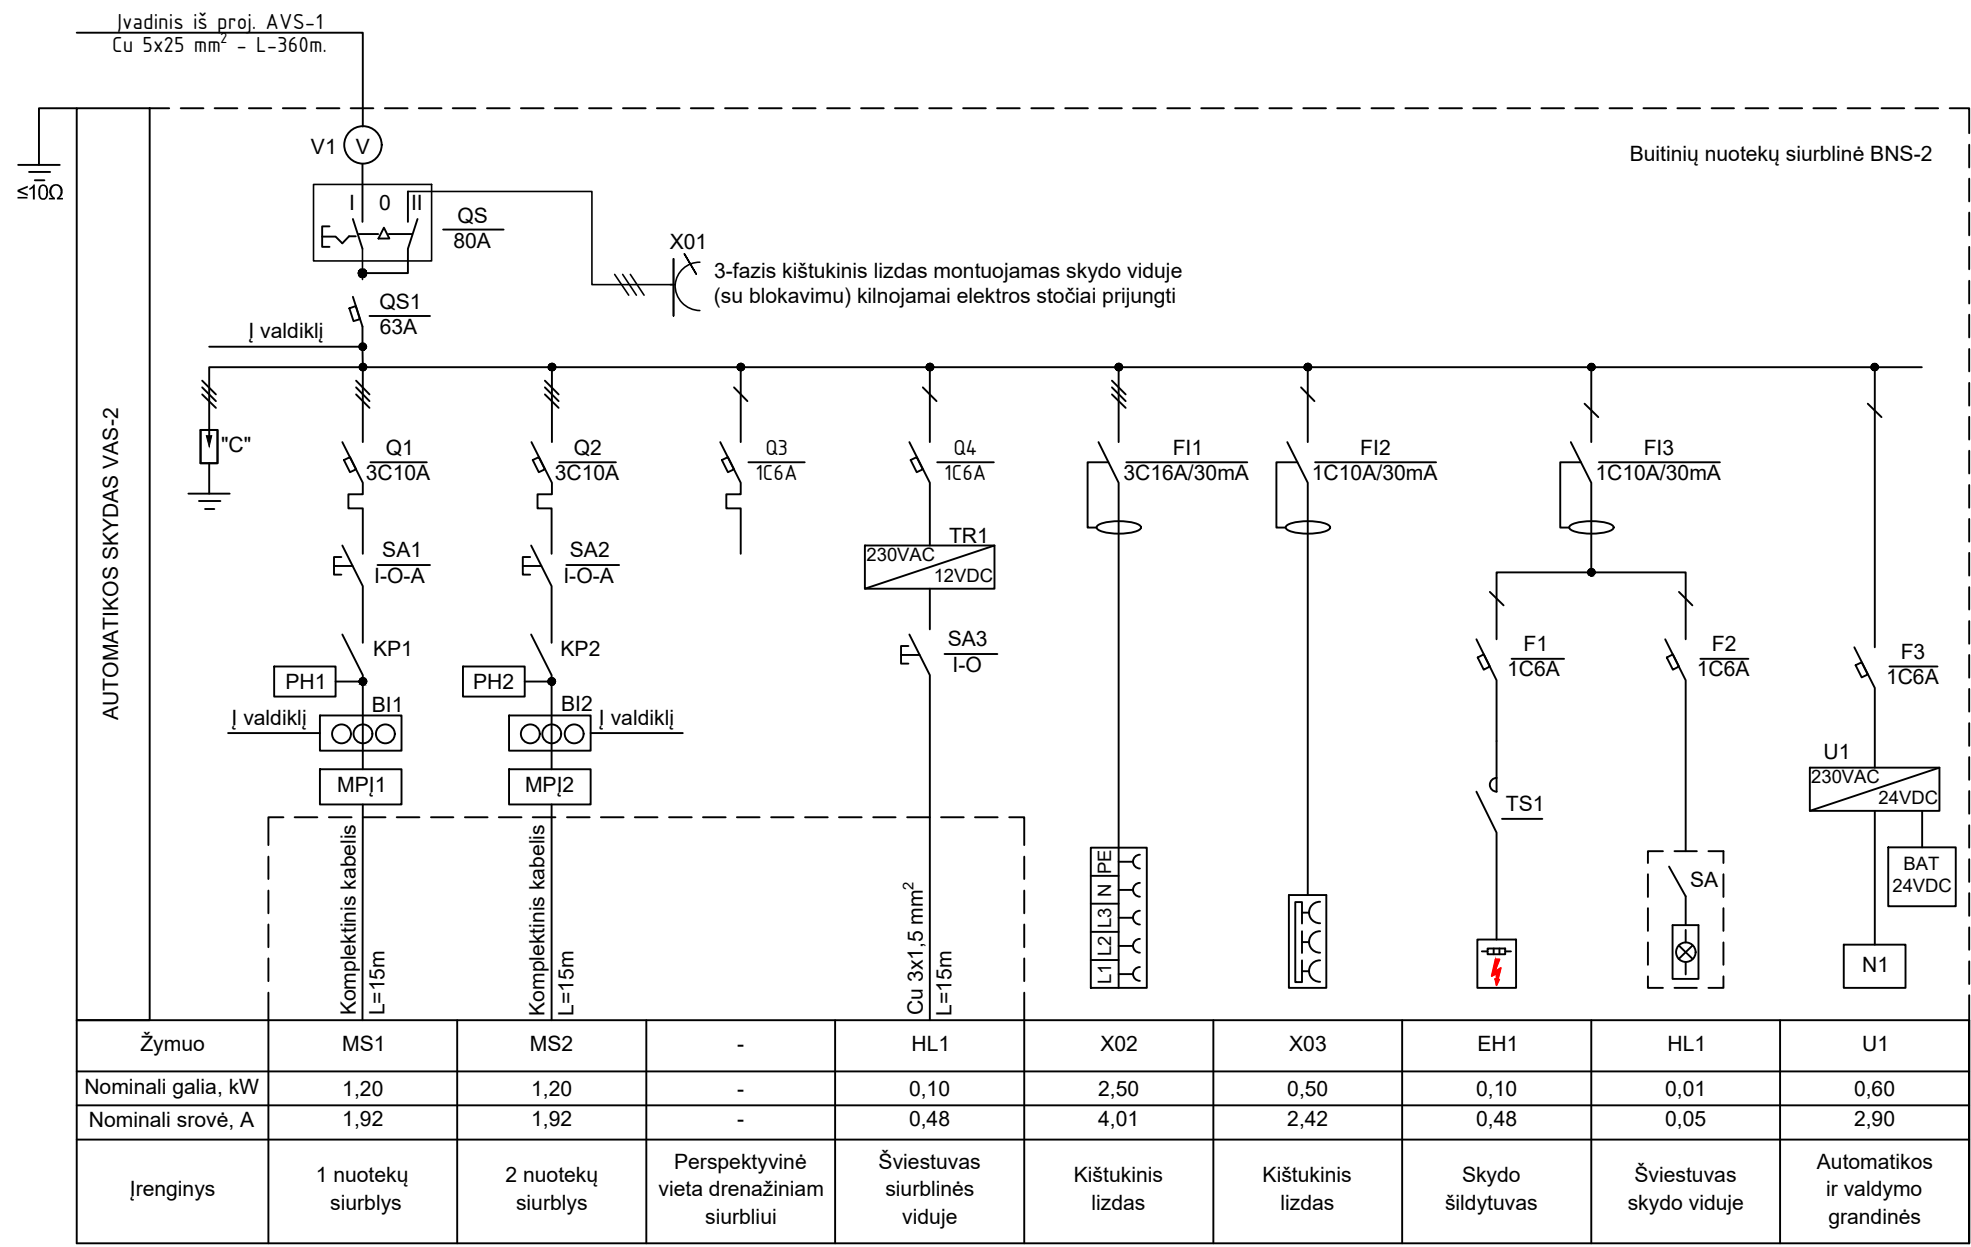 Įvadinis iš proj. AVS-1
Cu 5x25 mm² - L-360m.
≤10Ω
Buitinių nuotekų siurblinė BNS-2
AUTOMATIKOS SKYDAS VAS-2
V1
V
I 0 II
QS
80A
X01
3-fazis kištukinis lizdas montuojamas skydo viduje
(su blokavimu) kilnojamai elektros stočiai prijungti
QS1
63A
Į valdiklį
"C"
Q1
3C10A
Q2
3C10A
Q3
1C6A
Q4
1C6A
FI1
3C16A/30mA
FI2
1C10A/30mA
FI3
1C10A/30mA
SA1
I-O-A
SA2
I-O-A
TR1
230VAC
12VDC
SA3
I-O
KP1
KP2
PH1
PH2
BI1
BI2
Į valdiklį
Į valdiklį
MPĮ1
MPĮ2
F1
1C6A
F2
1C6A
F3
1C6A
TS1
U1
230VAC
24VDC
BAT
24VDC
SA
N1
Komplektinis kabelis
L=15m
Komplektinis kabelis
L=15m
Cu 3x1,5 mm²
L=15m
PE
N
L3
L2
L1
Žymuo MS1 MS2 - HL1 X02 X03 EH1 HL1 U1
Nominali galia, kW 1,20 1,20 - 0,10 2,50 0,50 0,10 0,01 0,60
Nominali srovė, A 1,92 1,92 - 0,48 4,01 2,42 0,48 0,05 2,90
Įrenginys
1 nuotekų
siurblys
2 nuotekų
siurblys
Perspektyvinė
vieta drenažiniam
siurbliui
Šviestuvas
siurblinės
viduje
Kištukinis
lizdas
Kištukinis
lizdas
Skydo
šildytuvas
Šviestuvas
skydo viduje
Automatikos
ir valdymo
grandinės